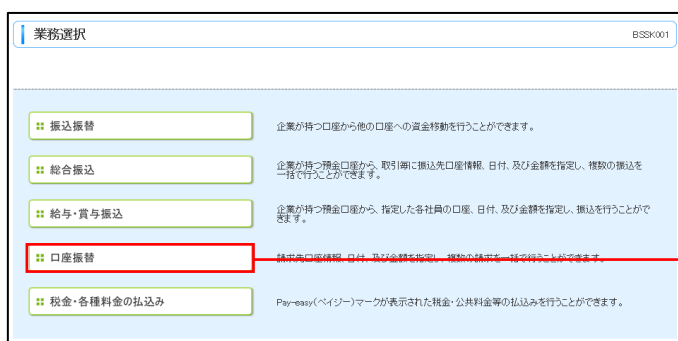 業務選択
BSSK001
振込振替
企業が持つ口座から他の口座への資金移動を行うことができます。
総合振込
企業が持つ預金口座から、取引毎に振込先口座情報、日付、及び金額を指定し、複数の振込を
一括で行うことができます。
給与・賞与振込
企業が持つ預金口座から、指定した各社員の口座、日付、及び金額を指定し、振込を行うことがで
きます。
口座振替
請求先口座情報、日付、及び金額を指定し、複数の請求を一括で行うことができます。
税金・各種料金の払込み
Pay-easy(ペイジー)マークが表示された税金・公共料金等の払込みを行うことができます。